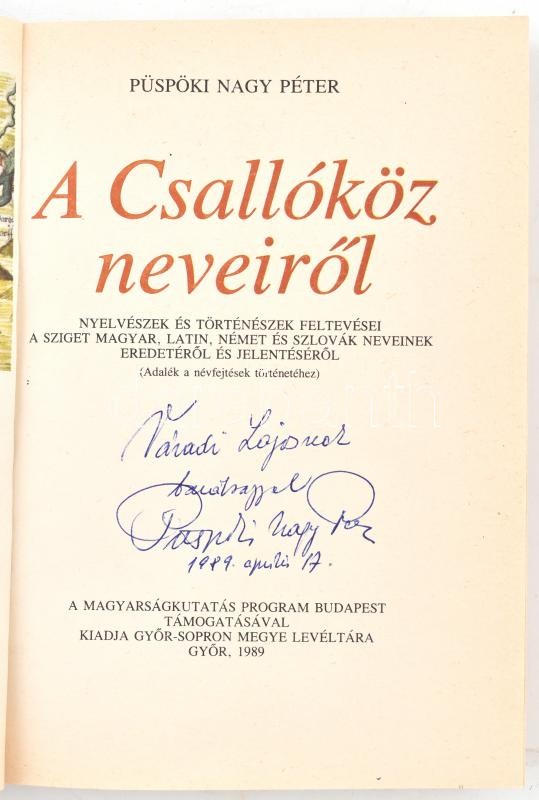 PÜSPÖKI NAGY PÉTER
A Csallóköz
neveiről
NYELVÉSZEK ÉS TÖRTÉNÉSZEK FELTEVÉSEI
A SZIGET MAGYAR, LATIN, NÉMET ÉS SZLOVÁK NEVEINEK
EREDETÉRŐL ÉS JELENTÉSÉRŐL
(Adalék a névfejtések történetéhez)
Váradi Lajosnak
barátsággal
Püspöki Nagy
1989. április 17.
A MAGYARSÁGKUTATÁS PROGRAM BUDAPEST
TÁMOGATÁSÁVAL
KIADJA GYŐR-SOPRON MEGYE LEVÉLTÁRA
GYŐR, 1989